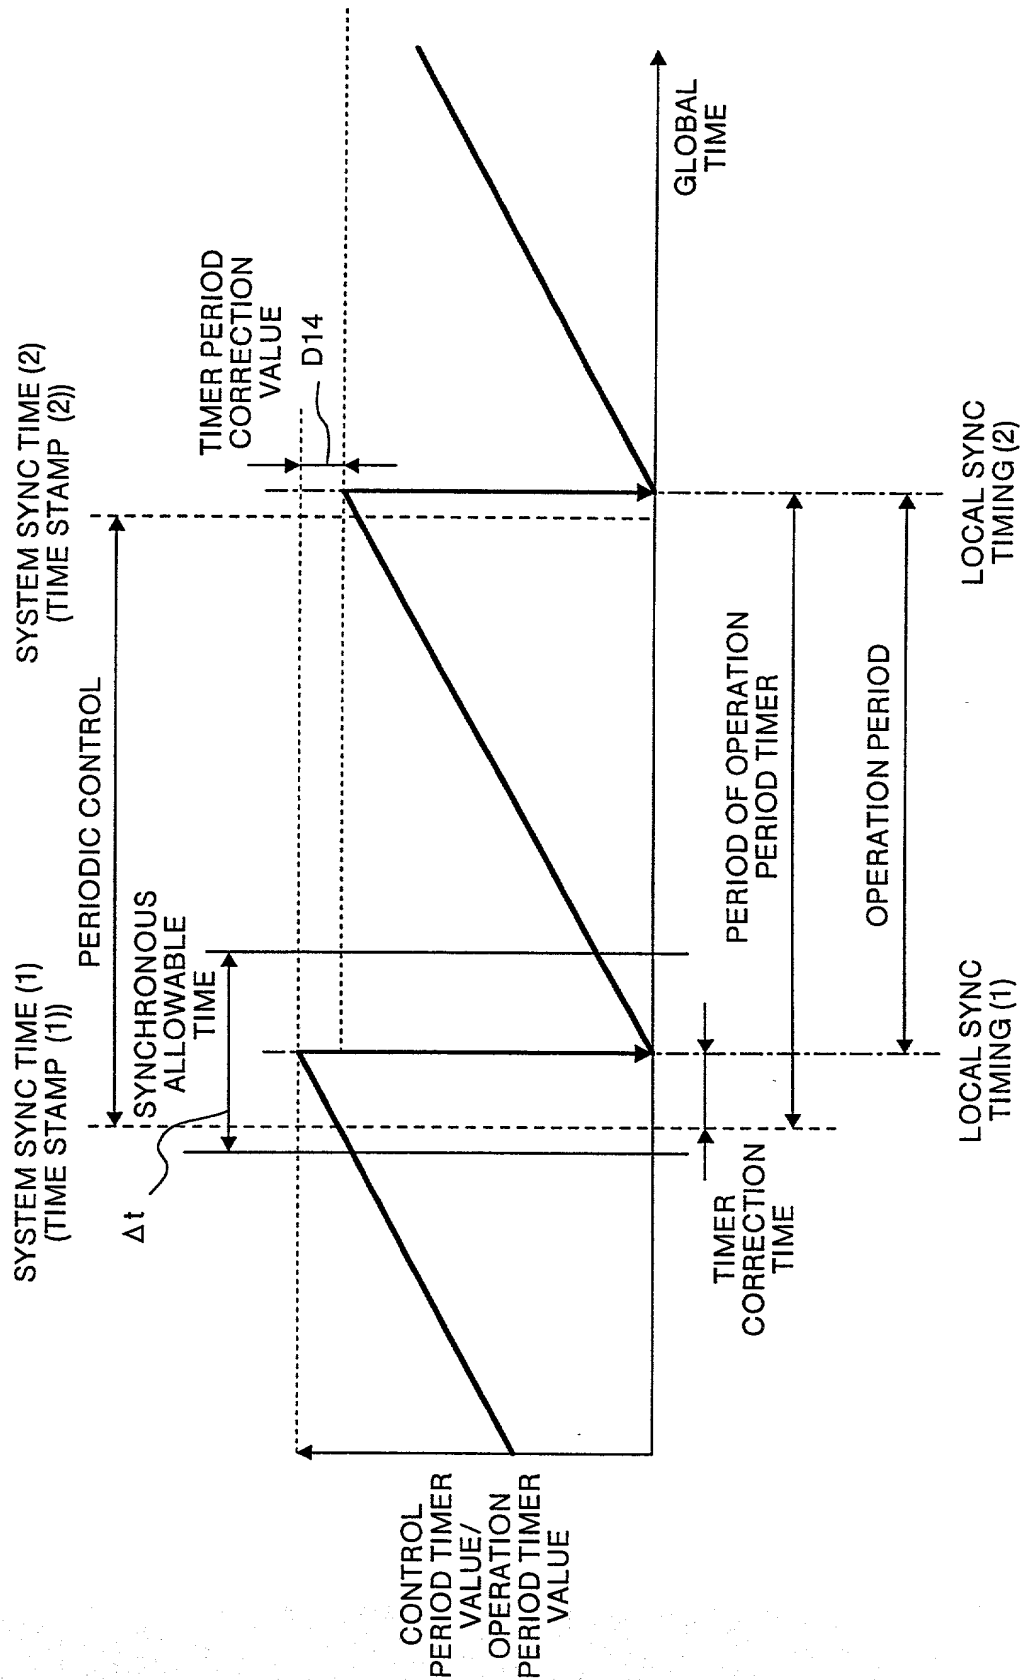 SYSTEM SYNC TIME (1)
(TIME STAMP (1))
SYSTEM SYNC TIME (2)
(TIME STAMP (2))
PERIODIC CONTROL
Δt
SYNCHRONOUS
ALLOWABLE
TIME
TIMER PERIOD
CORRECTION
VALUE
D14
CONTROL
PERIOD TIMER
VALUE/
OPERATION
PERIOD TIMER
VALUE
GLOBAL
TIME
TIMER
CORRECTION
TIME
PERIOD OF OPERATION
PERIOD TIMER
OPERATION PERIOD
LOCAL SYNC
TIMING (1)
LOCAL SYNC
TIMING (2)